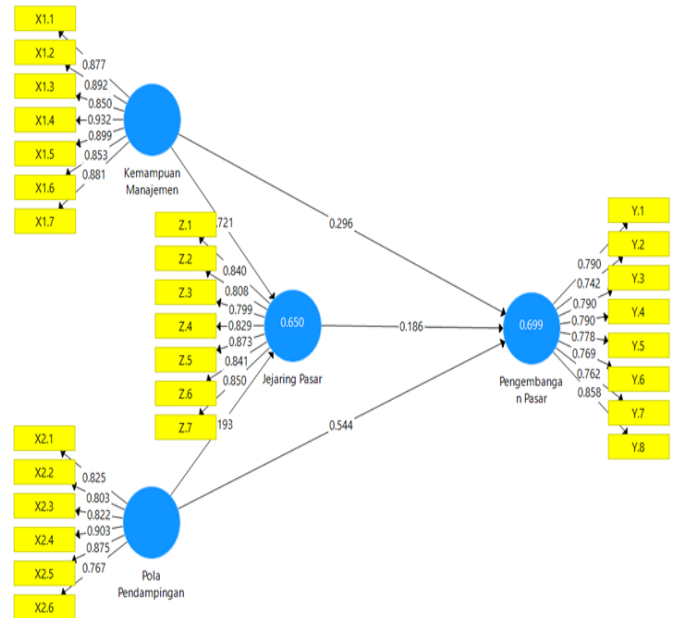 X1.1
X1.2
X1.3
X1.4
X1.5
X1.6
X1.7
0.877
0.892
0.850
0.932
0.899
0.853
0.881
Kemampuan
Manajemen
.721
0.296
Z.1
Z.2
Z.3
Z.4
Z.5
Z.6
Z.7
0.840
0.808
0.799
0.829
0.873
0.841
0.850
0.650
Jejaring Pasar
0.186
193
0.544
0.699
Pengembanga
n Pasar
0.790
0.742
0.790
0.790
0.778
0.769
0.762
0.858
Y.1
Y.2
Y.3
Y.4
Y.5
Y.6
Y.7
Y.8
X2.1
X2.2
X2.3
X2.4
X2.5
X2.6
0.825
0.803
0.822
0.903
0.875
0.767
Pola
Pendampingan